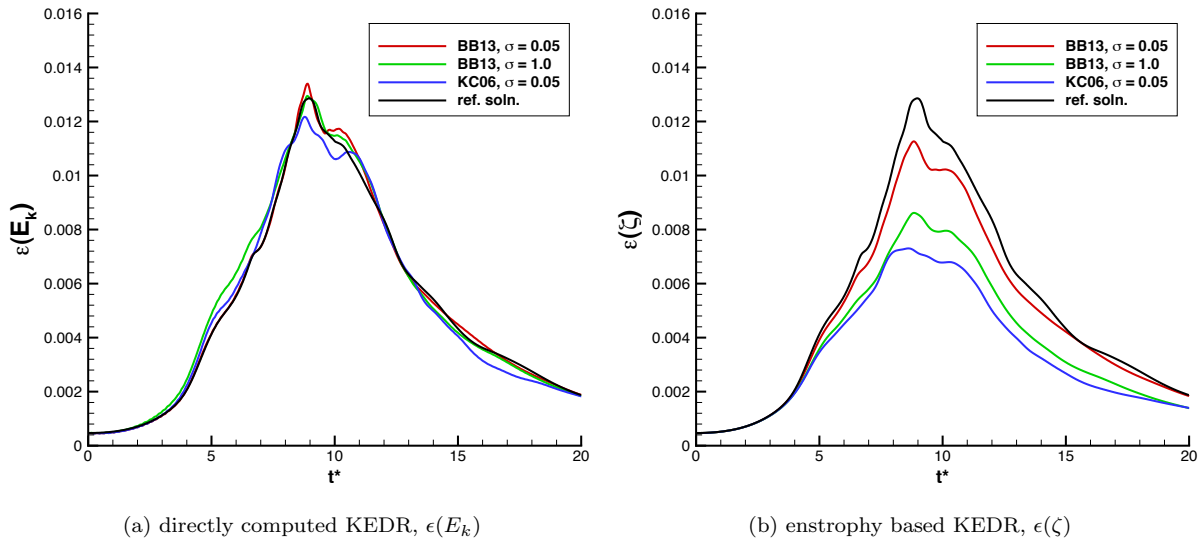 ε(E_k)
0.016
0.014
0.012
0.01
0.008
0.006
0.004
0.002
0
BB13, σ = 0.05
BB13, σ = 1.0
KC06, σ = 0.05
ref. soln.
0 5 10 15 20
t*
(a) directly computed KEDR, ϵ(E_k)
ε(ζ)
0.016
0.014
0.012
0.01
0.008
0.006
0.004
0.002
0
BB13, σ = 0.05
BB13, σ = 1.0
KC06, σ = 0.05
ref. soln.
0 5 10 15 20
t*
(b) enstrophy based KEDR, ϵ(ζ)